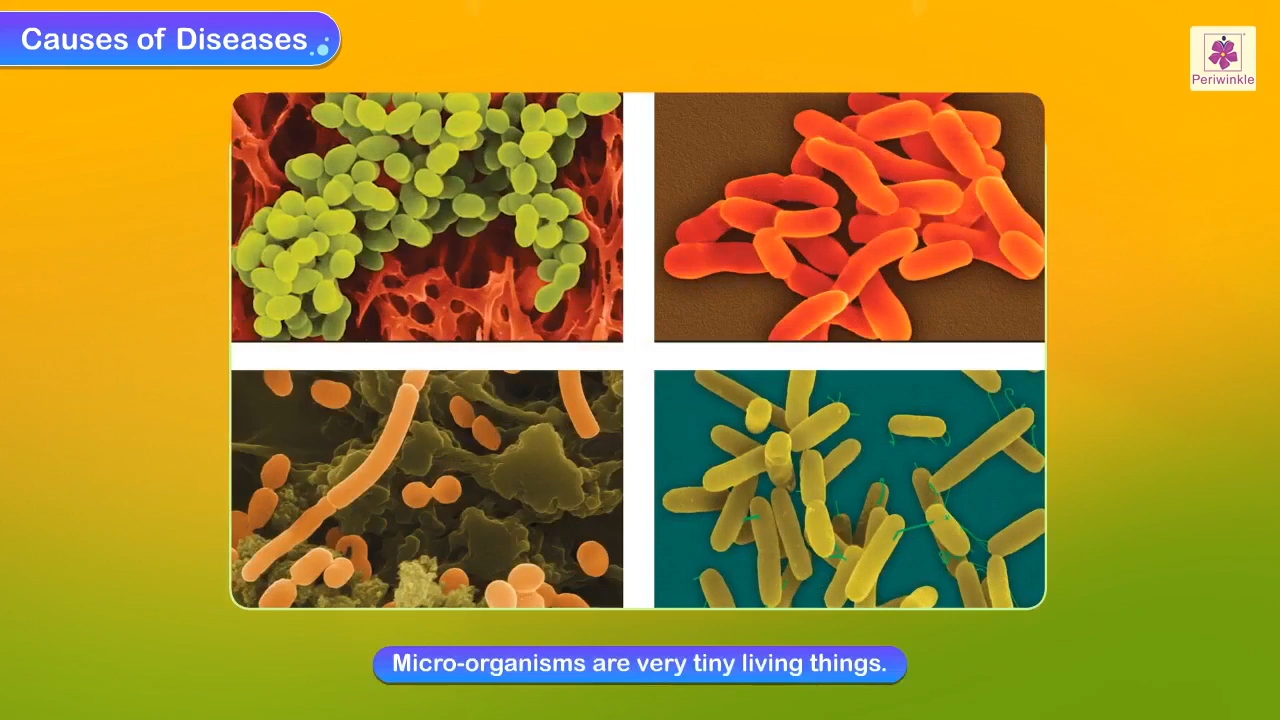 Causes of Diseases
Periwinkle
Micro-organisms are very tiny living things.